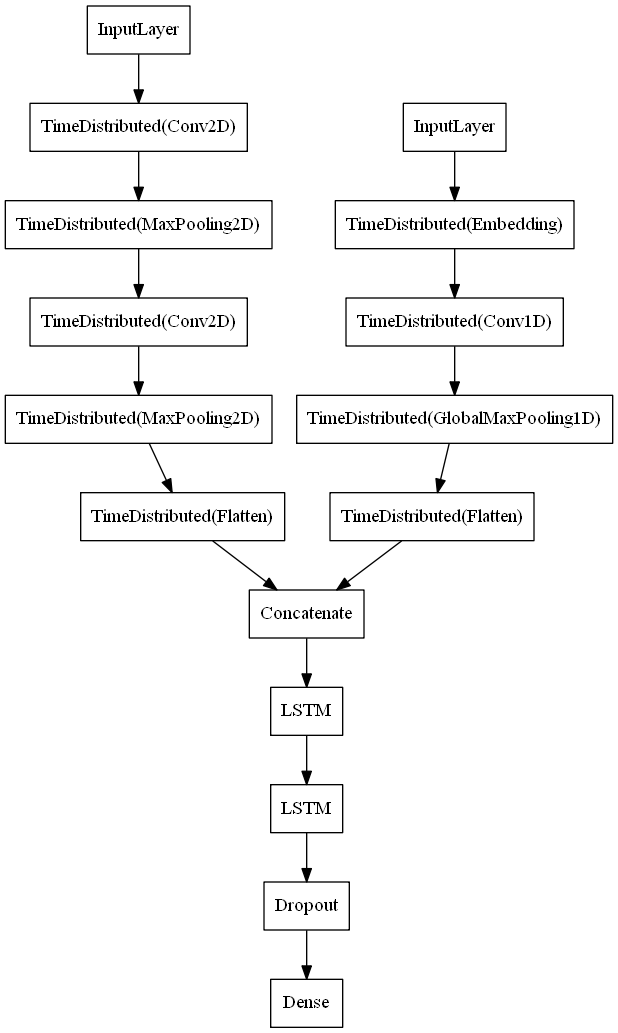 InputLayer
TimeDistributed(Conv2D)
InputLayer
TimeDistributed(MaxPooling2D)
TimeDistributed(Embedding)
TimeDistributed(Conv2D)
TimeDistributed(Conv1D)
TimeDistributed(MaxPooling2D)
TimeDistributed(GlobalMaxPooling1D)
TimeDistributed(Flatten)
TimeDistributed(Flatten)
Concatenate
LSTM
LSTM
Dropout
Dense